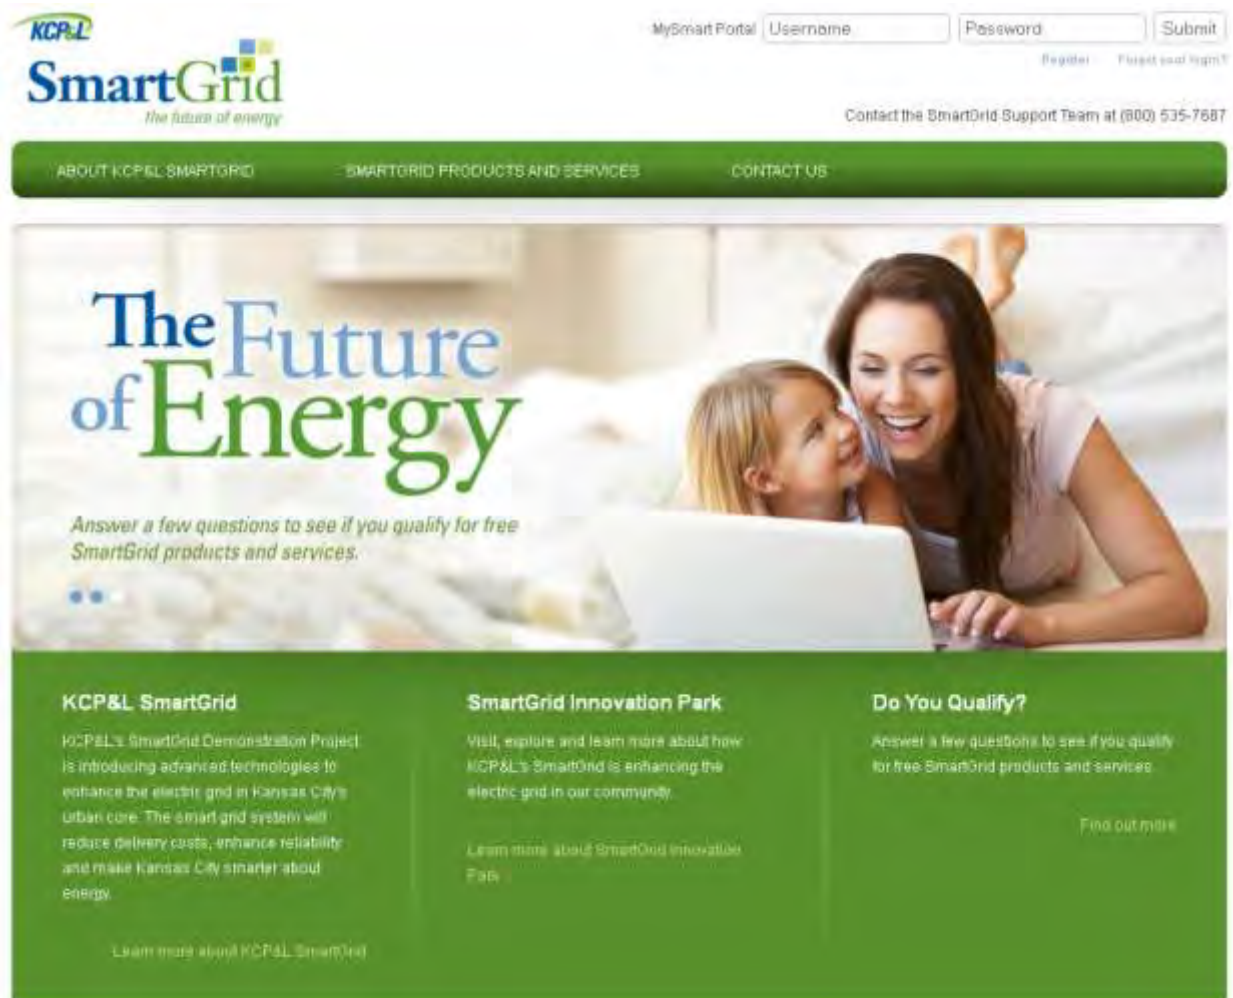 KCP&L
SmartGrid
the future of energy
MySmart Portal Username Password Submit
Register Forgot your login?
Contact the SmartGrid Support Team at (800) 535-7687
ABOUT KCP&L SMARTGRID SMARTGRID PRODUCTS AND SERVICES CONTACT US
The Future
of Energy
Answer a few questions to see if you qualify for free
SmartGrid products and services.
KCP&L SmartGrid
KCP&L's SmartGrid Demonstration Project
is introducing advanced technologies to
enhance the electric grid in Kansas City's
urban core. The smart grid system will
reduce delivery costs, enhance reliability
and make Kansas City smarter about
energy.
Learn more about KCP&L SmartGrid
SmartGrid Innovation Park
Visit, explore and learn more about how
KCP&L's SmartGrid is enhancing the
electric grid in our community.
Learn more about SmartGrid Innovation
Park
Do You Qualify?
Answer a few questions to see if you qualify
for free SmartGrid products and services.
Find out more